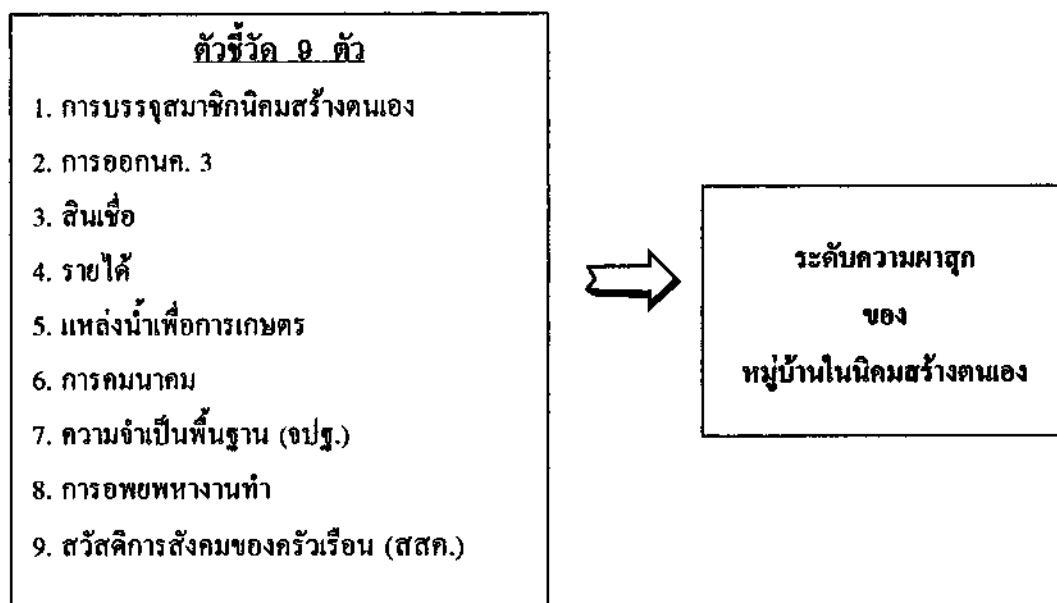 ตัวชี้วัด 9 ตัว
1. การบรรจุสมาชิกนิคมสร้างตนเอง
2. การออกนค. 3
3. สินเชื่อ
4. รายได้
5. แหล่งน้ำเพื่อการเกษตร
6. การคมนาคม
7. ความจำเป็นพื้นฐาน (จปฐ.)
8. การอพยพหางานทำ
9. สวัสดิการสังคมของครัวเรือน (สสค.)
ระดับความผาสุก
ของ
หมู่บ้านในนิคมสร้างตนเอง